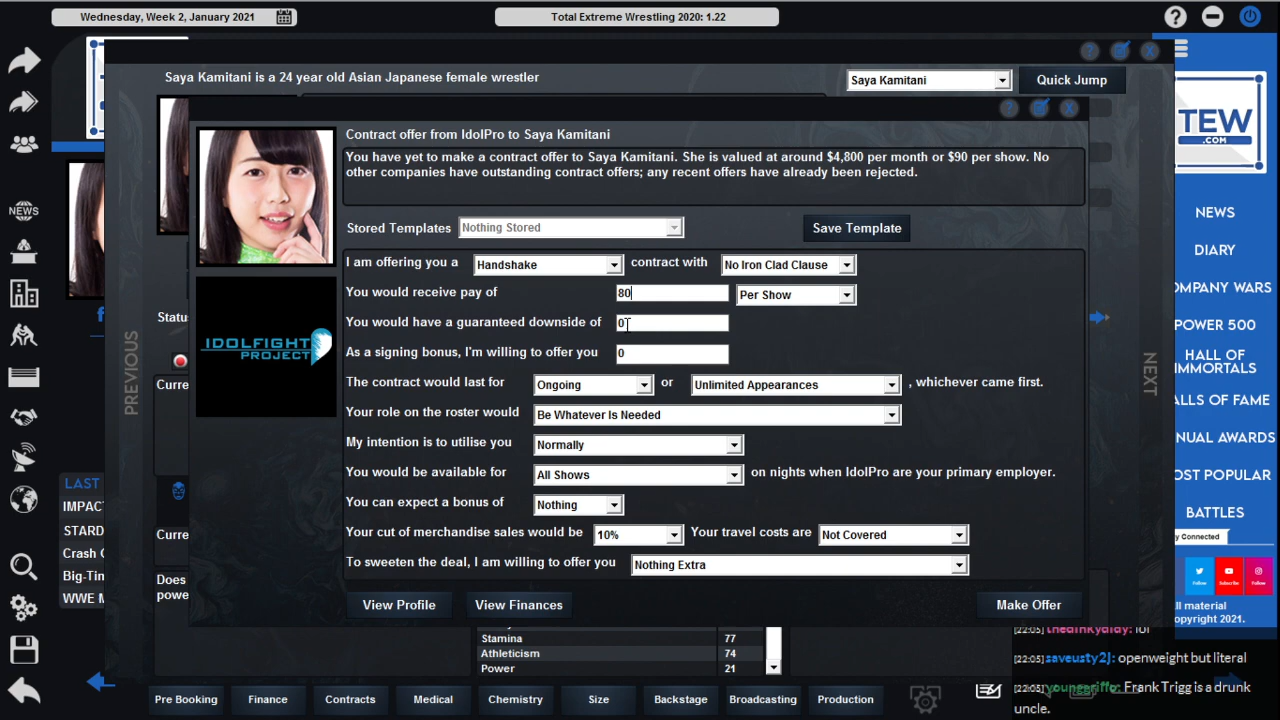 Wednesday, Week 2, January 2021
Total Extreme Wrestling 2020: 1.22
Saya Kamitani is a 24 year old Asian Japanese female wrestler
Saya Kamitani
Quick Jump
Contract offer from IdolPro to Saya Kamitani
You have yet to make a contract offer to Saya Kamitani. She is valued at around $4,800 per month or $90 per show. No
other companies have outstanding contract offers; any recent offers have already been rejected.
Stored Templates Nothing Stored Save Template
I am offering you a Handshake contract with No Iron Clad Clause
You would receive pay of 80 Per Show
You would have a guaranteed downside of 0
As a signing bonus, I'm willing to offer you 0
The contract would last for Ongoing or Unlimited Appearances , whichever came first.
Your role on the roster would Be Whatever Is Needed
My intention is to utilise you Normally
You would be available for All Shows on nights when IdolPro are your primary employer.
You can expect a bonus of Nothing
Your cut of merchandise sales would be 10% Your travel costs are Not Covered
To sweeten the deal, I am willing to offer you Nothing Extra
View Profile View Finances Make Offer
IDOLFIGHT
PROJECT
PREVIOUS
NEXT
NEWS
Status
Curre
Curre
Does
powe
LAST
IMPAC
STARD
Crash C
Big-Tin
WWE M
Stamina 77
Athleticism 74
Power 21
Pre Booking Finance Contracts Medical Chemistry Size Backstage Broadcasting Production
TEW
.COM
NEWS
DIARY
OMPANY WARS
POWER 500
HALL OF
IMMORTALS
ALLS OF FAME
NUAL AWARDS
OST POPULAR
BATTLES
y Connected
Follow Subscribe Follow
ll material
opyright 2021.
[22:05] thedinkydidy: lol
[22:05] saveusty2J: openweight but literal
[22:05] youngeriffo: Frank Trigg is a drunk
uncle.